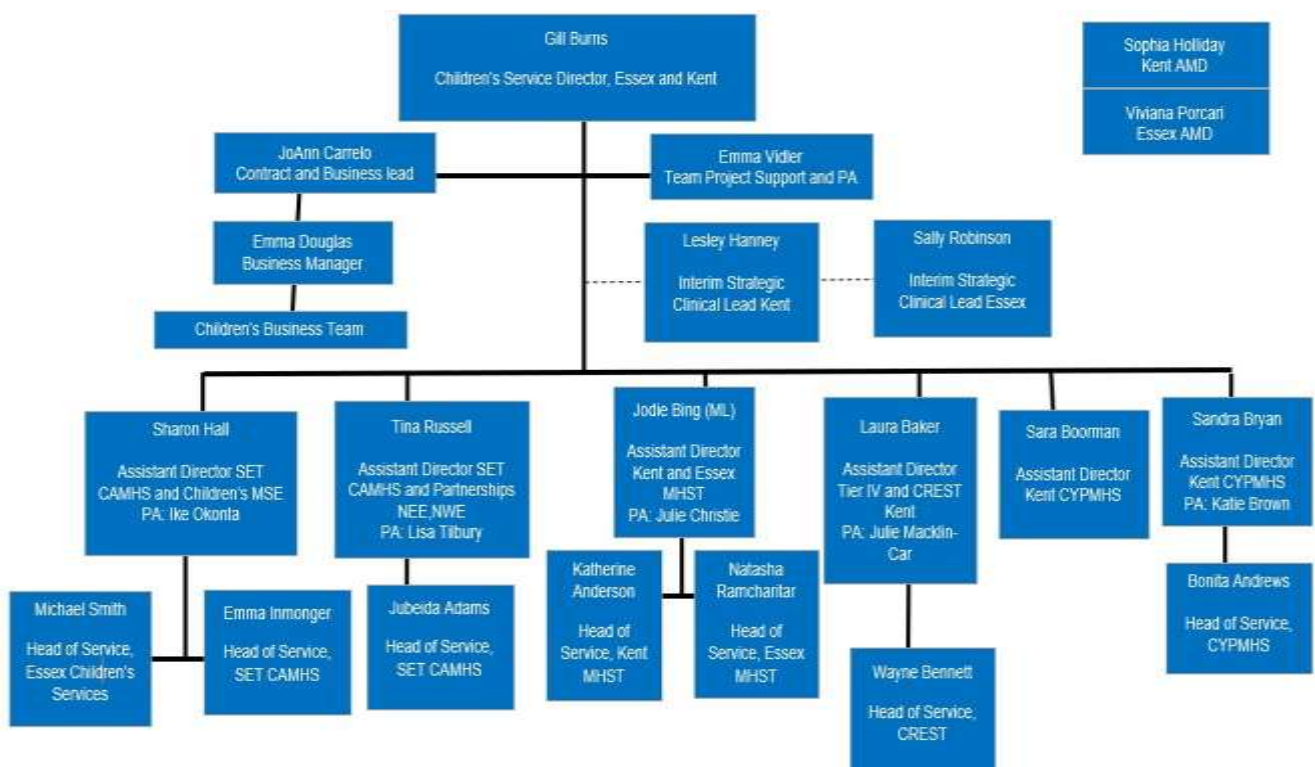 Gill Burns
Children's Service Director, Essex and Kent
Sophia Holliday
Kent AMD
Viviana Porcari
Essex AMD
JoAnn Carrelo
Contract and Business lead
Emma Vidler
Team Project Support and PA
Emma Douglas
Business Manager
Lesley Hanney
Interim Strategic
Clinical Lead Kent
Sally Robinson
Interim Strategic
Clinical Lead Essex
Children's Business Team
Sharon Hall
Assistant Director SET
CAMHS and Children's MSE
PA: Ike Okonta
Tina Russell
Assistant Director SET
CAMHS and Partnerships
NEE,NWE
PA: Lisa Tilbury
Jodie Bing (ML)
Assistant Director
Kent and Essex
MHST
PA: Julie Christie
Laura Baker
Assistant Director
Tier IV and CREST
Kent
PA: Julie Macklin-
Car
Sara Boorman
Assistant Director
Kent CYPMHS
Sandra Bryan
Assistant Director
Kent CYPMHS
PA: Katie Brown
Michael Smith
Head of Service,
Essex Children's
Services
Emma Inmonger
Head of Service,
SET CAMHS
Jubeida Adams
Head of Service,
SET CAMHS
Katherine
Anderson
Head of
Service, Kent
MHST
Natasha
Ramcharitar
Head of
Service, Essex
MHST
Wayne Bennett
Head of Service,
CREST
Bonita Andrews
Head of Service,
CYPMHS